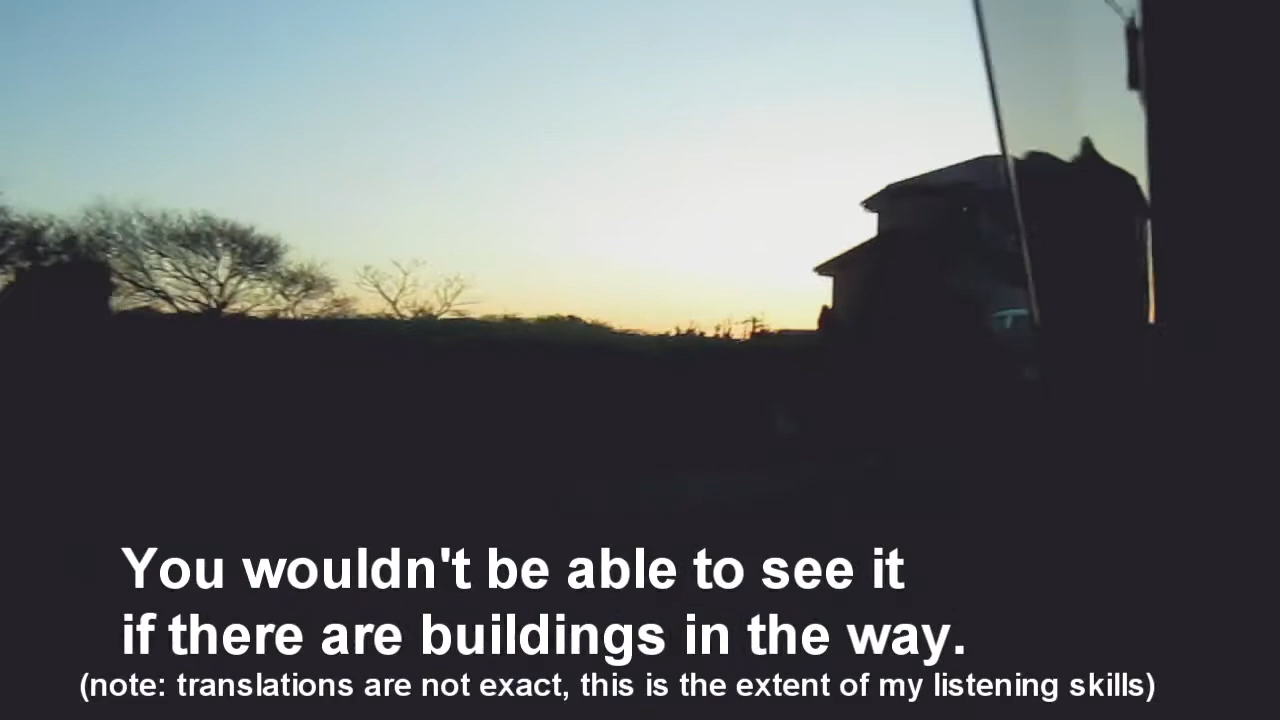 You wouldn't be able to see it
if there are buildings in the way.
(note: translations are not exact, this is the extent of my listening skills)